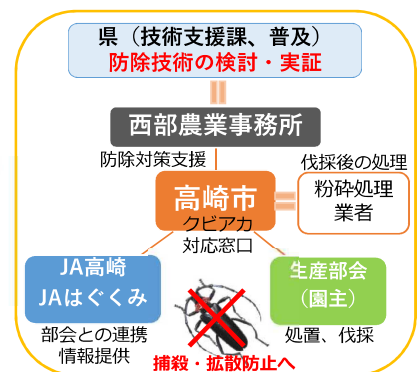 県（技術支援課、普及）
防除技術の検討・実証
西部農業事務所
防除対策支援
伐採後の処理
高崎市
粉砕処理
業者
クビアカ
対応窓口
JA高崎
JAはぐくみ
生産部会
（園主）
部会との連携
情報提供
処置、伐採
捕殺・拡散防止へ